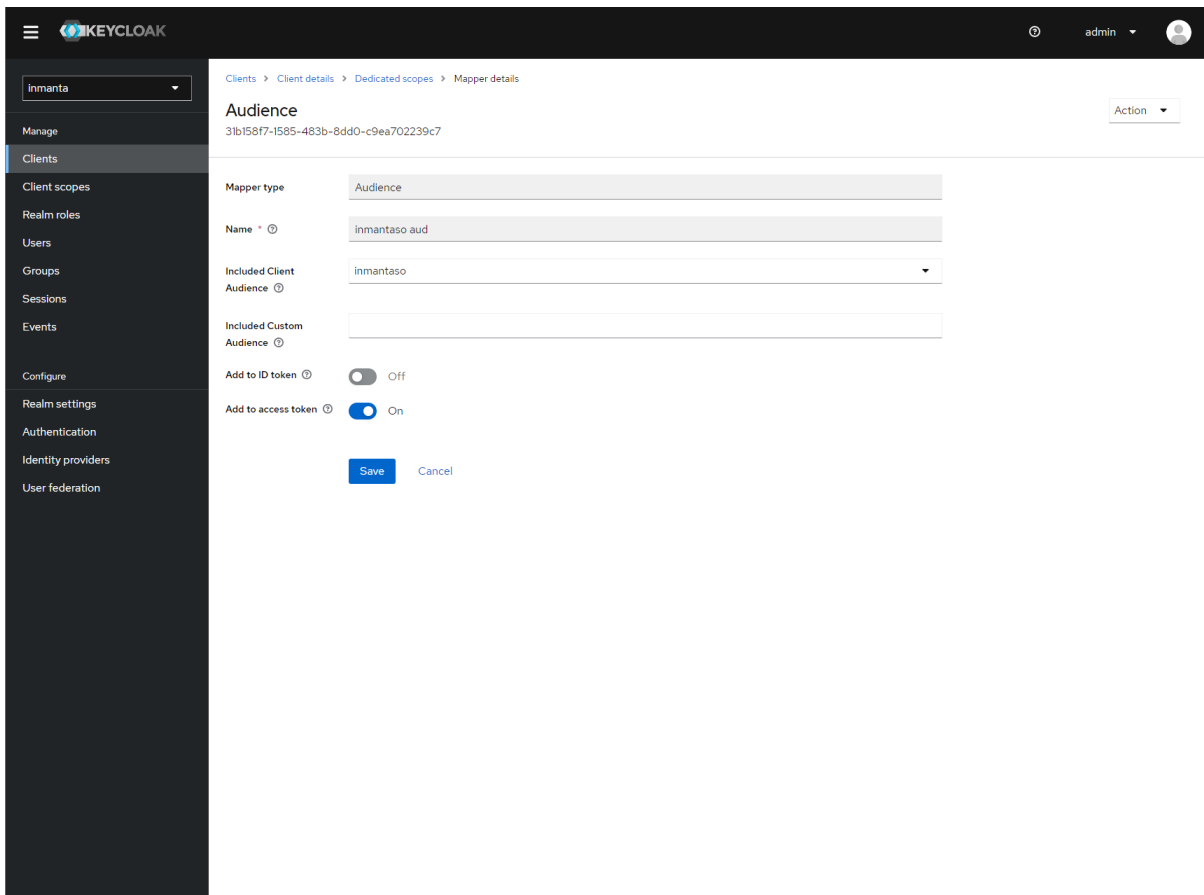 KEYCLOAK
admin
inmanta
Manage
Clients
Client scopes
Realm roles
Users
Groups
Sessions
Events
Configure
Realm settings
Authentication
Identity providers
User federation
Clients > Client details > Dedicated scopes > Mapper details
Audience
31b158f7-1585-483b-8dd0-c9ea702239c7
Action
Mapper type
Audience
Name *
inmantaso aud
Included Client
Audience
inmantaso
Included Custom
Audience
Add to ID token
Off
Add to access token
On
Save
Cancel